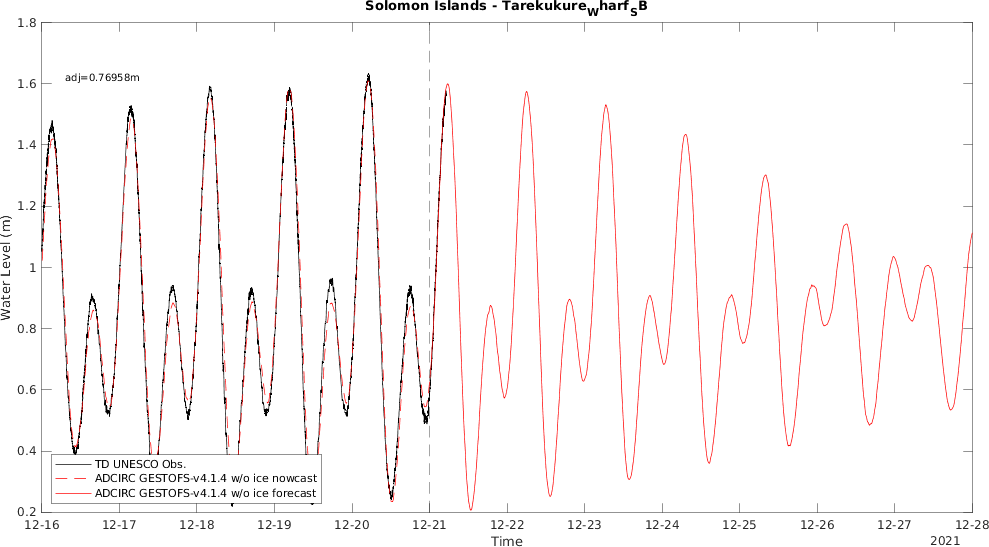 Solomon Islands - TarekukureWharfSB
adj=0.76958m
Water Level (m)
1.8
1.6
1.4
1.2
1
0.8
0.6
0.4
0.2
TD UNESCO Obs.
ADCIRC GESTOFS-v4.1.4 w/o ice nowcast
ADCIRC GESTOFS-v4.1.4 w/o ice forecast
12-16 12-17 12-18 12-19 12-20 12-21 12-22 12-23 12-24 12-25 12-26 12-27 12-28
Time
2021